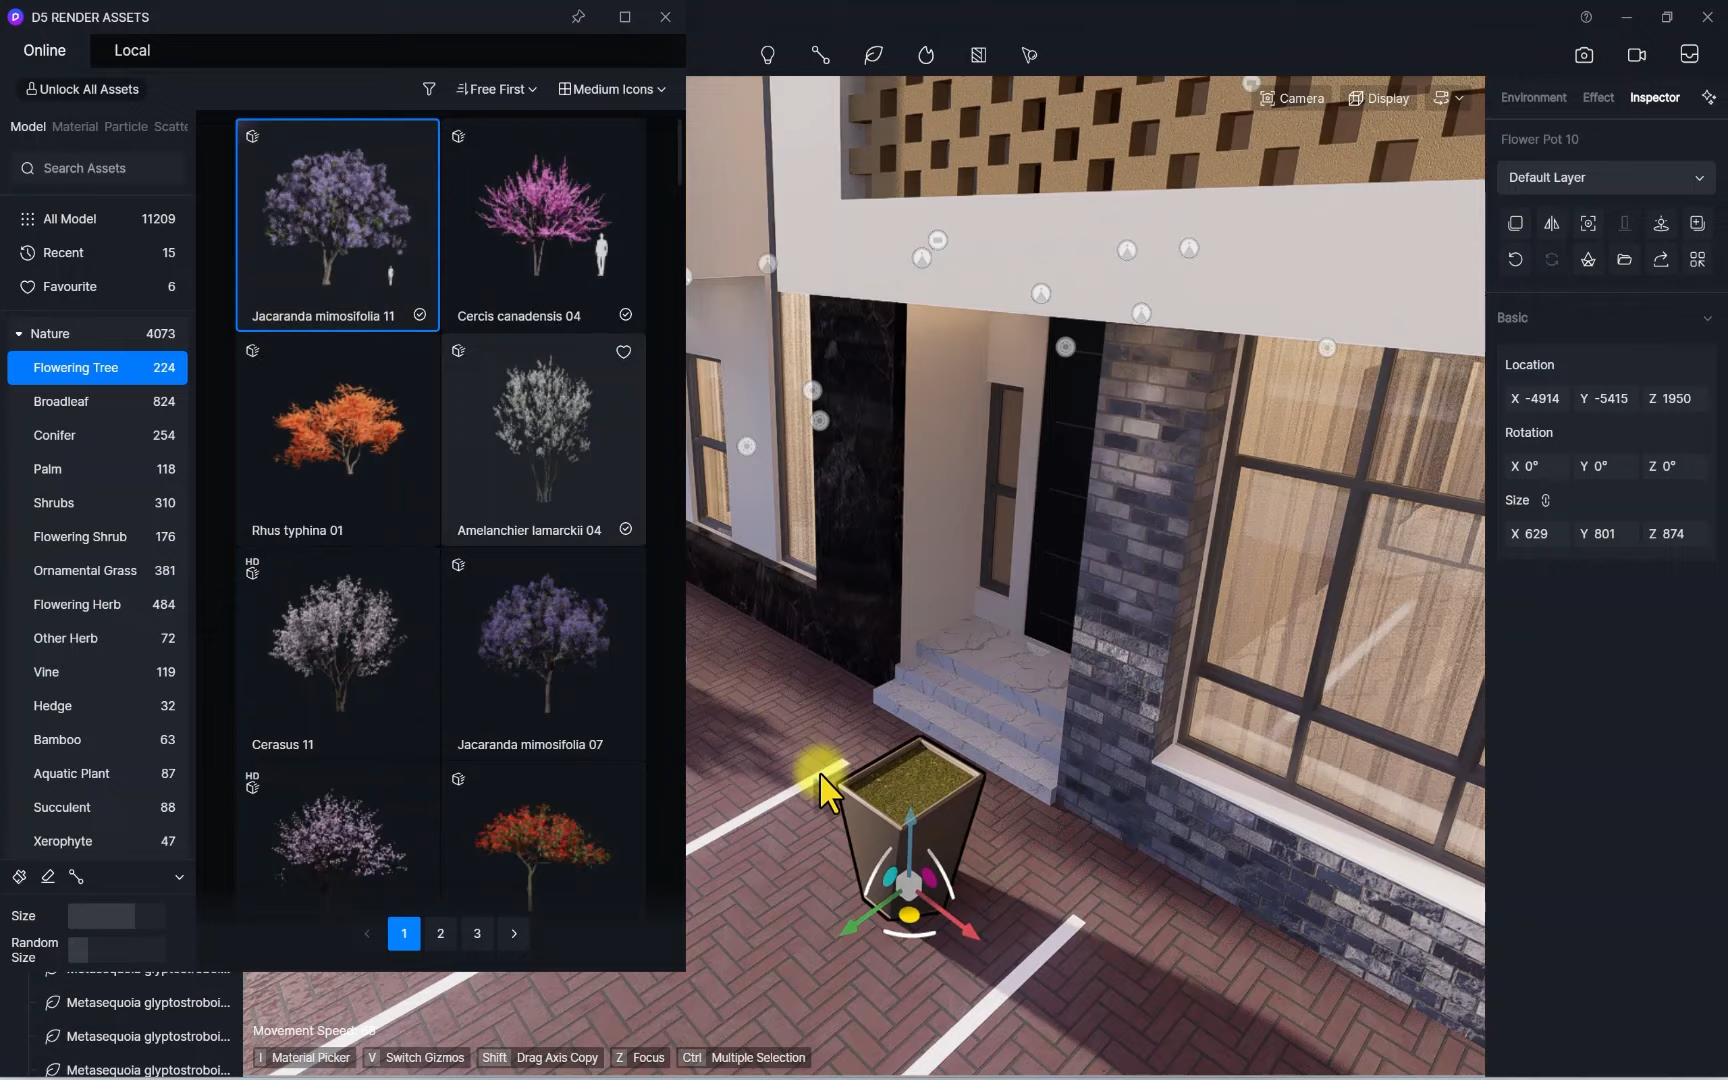 D5 RENDER ASSETS
Online
Local
Unlock All Assets
Free First
Medium Icons
Model Material Particle Scatte
Search Assets
All Model 11209
Recent 15
Favourite 6
Nature 4073
Flowering Tree 224
Broadleaf 824
Conifer 254
Palm 118
Shrubs 310
Flowering Shrub 176
Ornamental Grass 381
Flowering Herb 484
Other Herb 72
Vine 119
Hedge 32
Bamboo 63
Aquatic Plant 87
Succulent 88
Xerophyte 47
Size
Random
Size
Jacaranda mimosifolia 11
Cercis canadensis 04
Rhus typhina 01
Amelanchier lamarckii 04
HD
Cerasus 11
Jacaranda mimosifolia 07
HD
1
2
3
Metasequoia glyptostroboi...
Metasequoia glyptostroboi...
Metasequoia glyptostroboi...
Metasequoia glyptostroboi...
Movement Speed:
I Material Picker
V Switch Gizmos
Shift Drag Axis Copy
Z Focus
Ctrl Multiple Selection
Camera
Display
Environment
Effect
Inspector
Flower Pot 10
Default Layer
Basic
Location
X -4914 Y -5415 Z 1950
Rotation
X 0° Y 0° Z 0°
Size
X 629 Y 801 Z 874